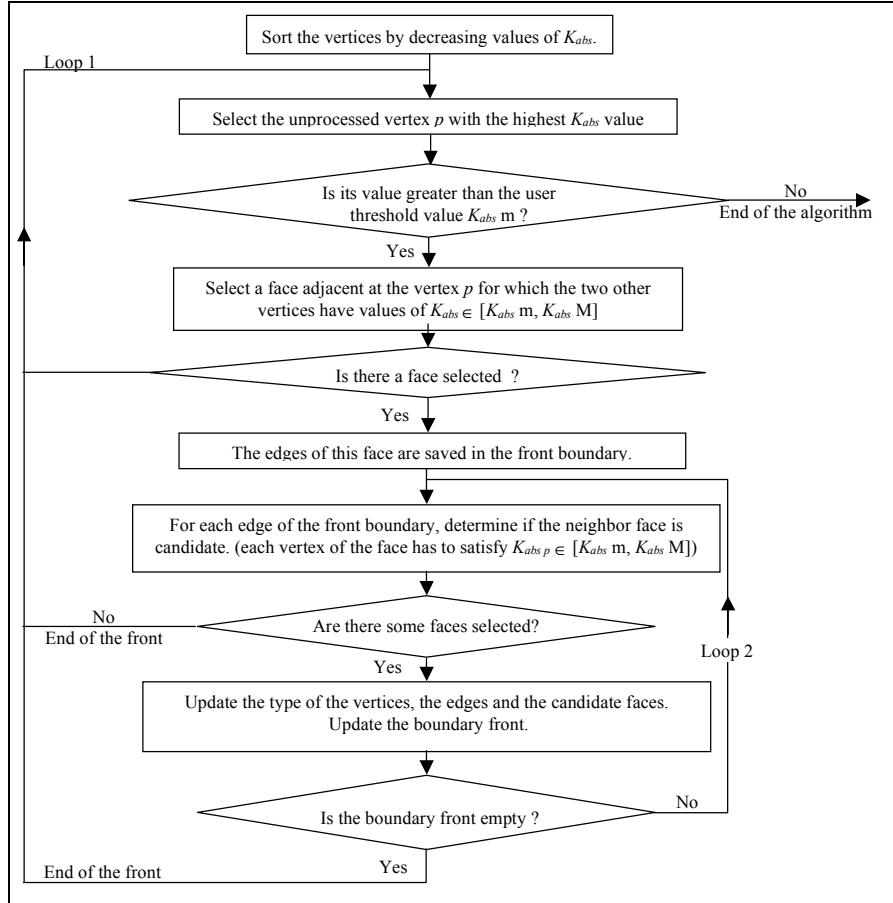 Sort the vertices by decreasing values of Kabs.
Loop 1
Select the unprocessed vertex p with the highest Kabs value
Is its value greater than the user
threshold value Kabs m ?
No
End of the algorithm
Yes
Select a face adjacent at the vertex p for which the two other
vertices have values of Kabs ∈ [Kabs m, Kabs M]
Is there a face selected ?
Yes
The edges of this face are saved in the front boundary.
For each edge of the front boundary, determine if the neighbor face is
candidate. (each vertex of the face has to satisfy Kabs p ∈ [Kabs m, Kabs M])
No
End of the front
Are there some faces selected?
Loop 2
Yes
Update the type of the vertices, the edges and the candidate faces.
Update the boundary front.
Is the boundary front empty ?
No
Yes
End of the front